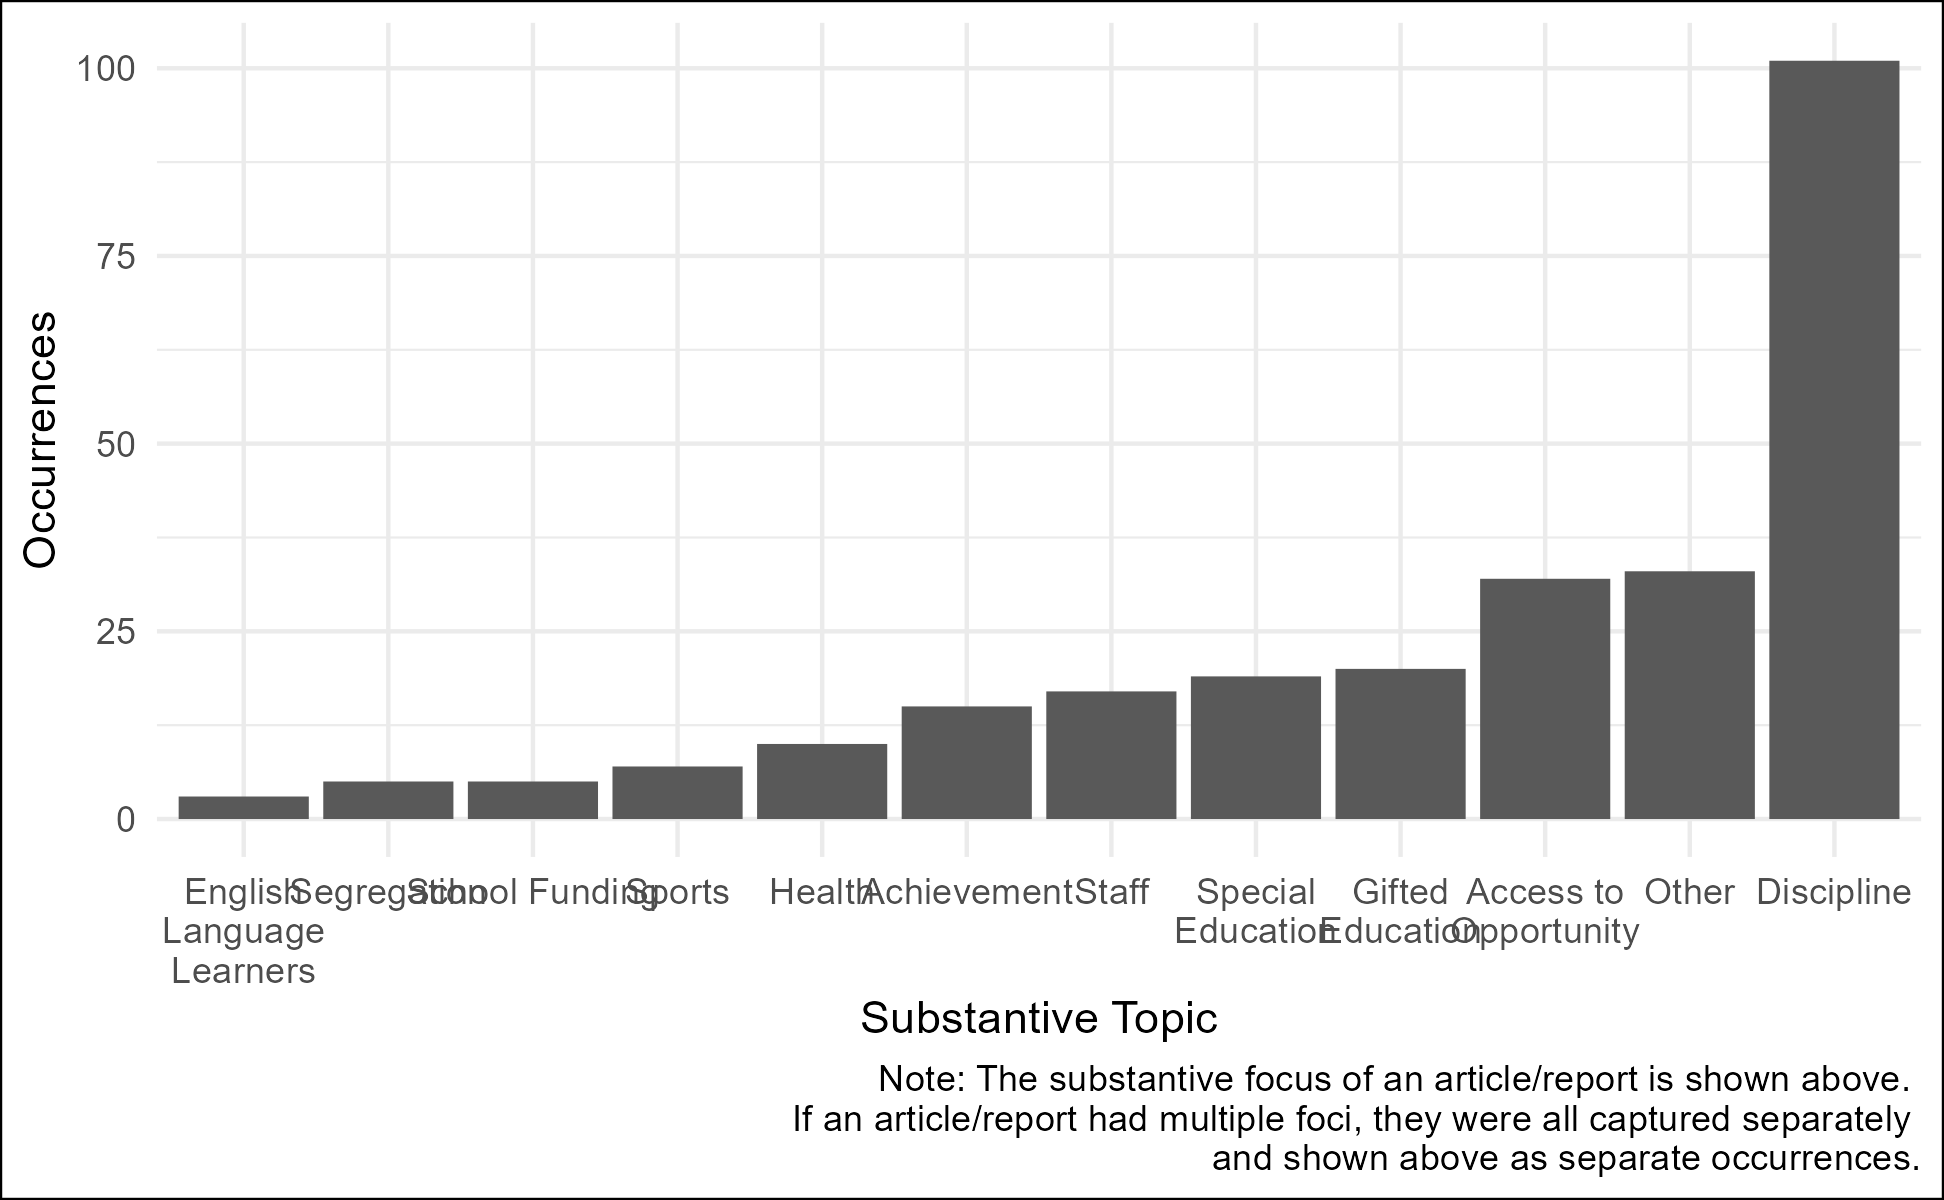 100
75
50
25
0
Occurrences
English
Language
Learners
Segregation
School Funding
Sports
Health
Achievement
Staff
Special
Education
Gifted
Education
Access to
Opportunity
Other
Discipline
Substantive Topic
Note: The substantive focus of an article/report is shown above.
If an article/report had multiple foci, they were all captured separately
and shown above as separate occurrences.